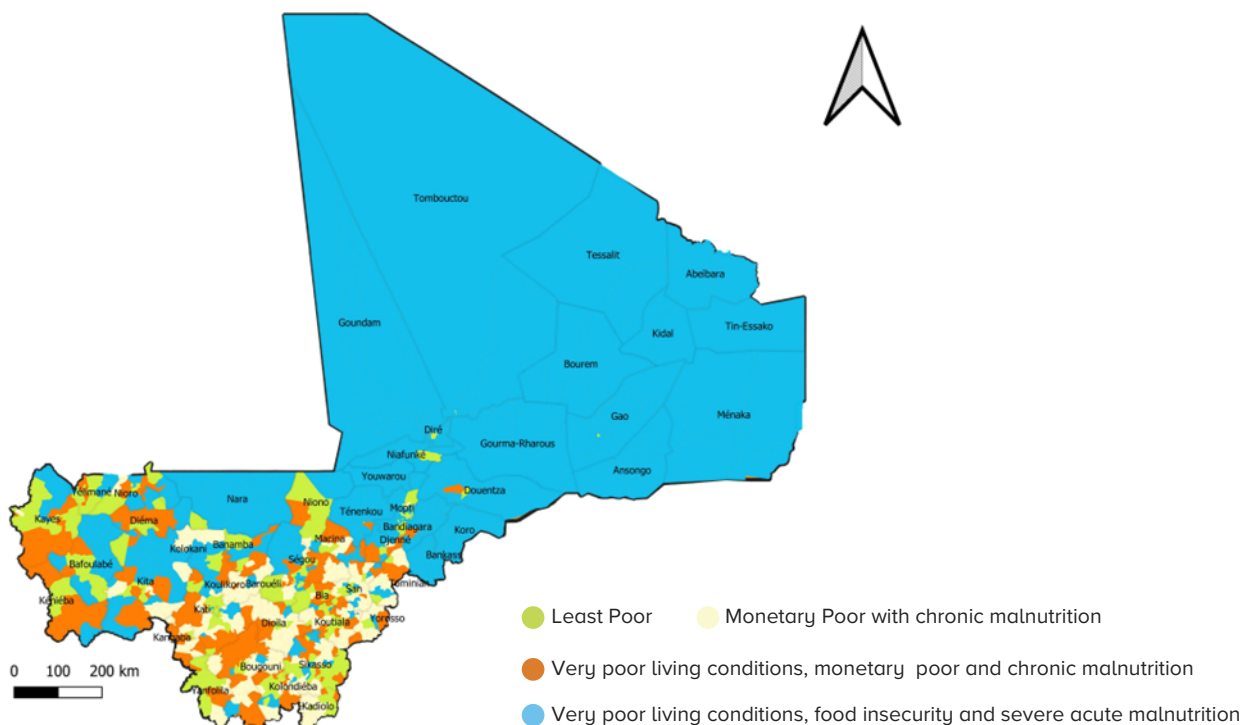 Tombouctou
Tessalit
Abeïbara
Goundam
Kidal
Tin-Essako
Bourem
Gao
Ménaka
Diré
Gourma-Rharous
Niafunké
Ansongo
Youwarou
Douentza
Yélimané
Nioro
Nara
Niono
Ténenkou
Mopti
Kayes
Diéma
Bandiagara
Koro
Macina
Djenné
Kolokani
Banamba
Bankass
Ségou
Bafoulabé
Kita
Koulikoro
Barouéli
San
Tominian
Kéniéba
Bla
Kati
Dioïla
Koutiala
Yorosso
Kangaba
Bougouni
Sikasso
Kolondiéba
Yanfolila
Kadiolo
0 100 200 km
Least Poor
Monetary Poor with chronic malnutrition
Very poor living conditions, monetary poor and chronic malnutrition
Very poor living conditions, food insecurity and severe acute malnutrition